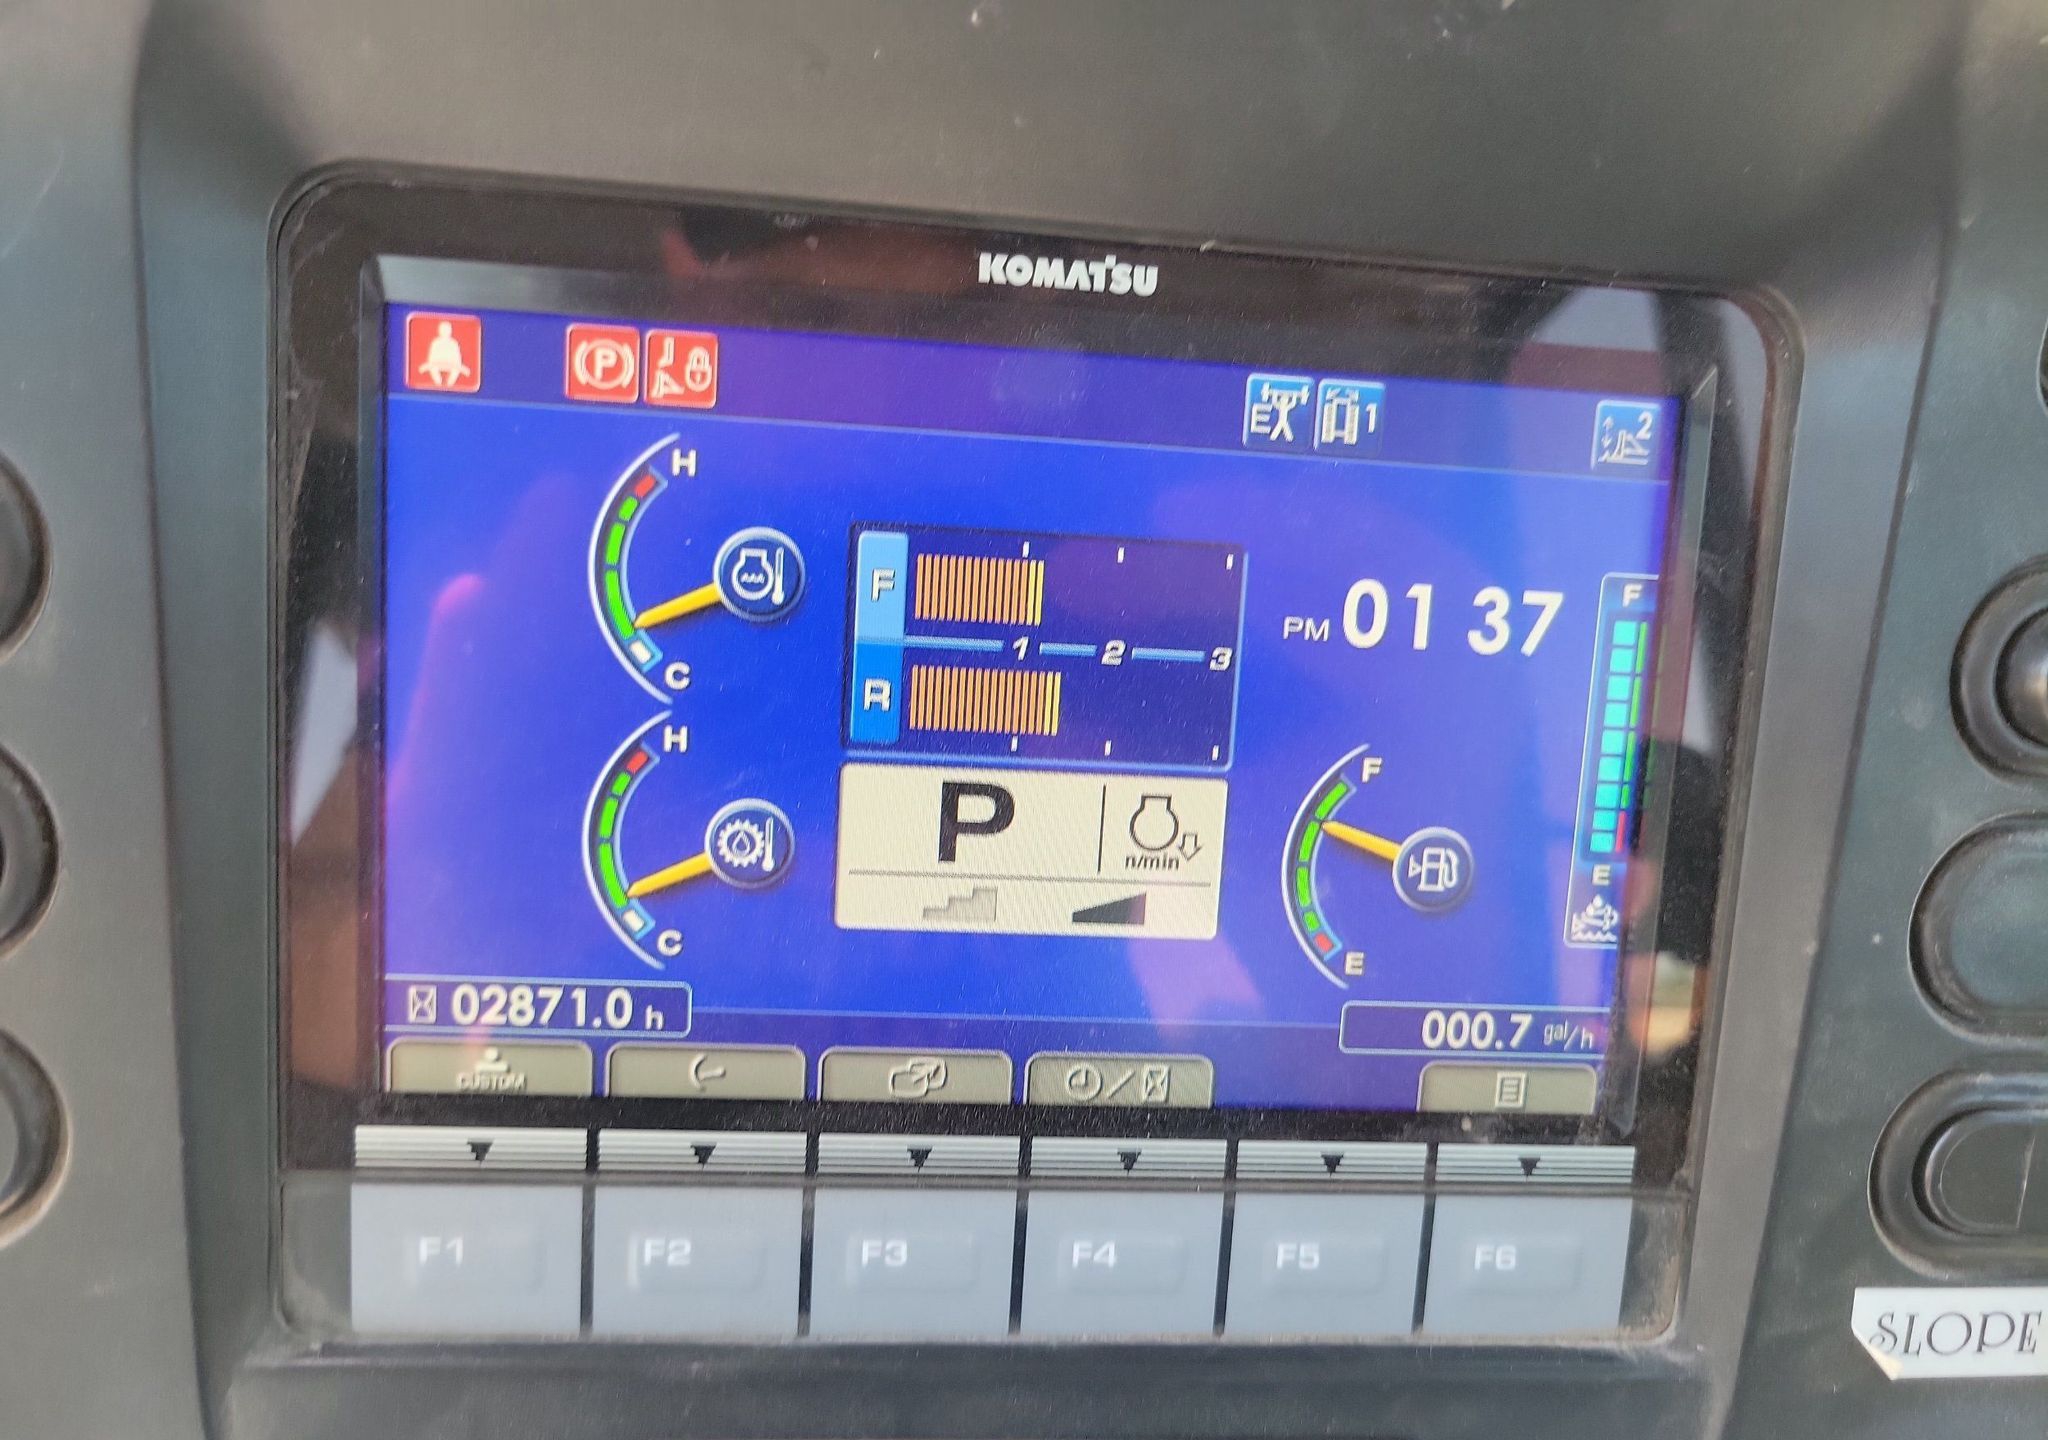 KOMATSU
P
E
1
2
H
F
1 2 3
R
PM 01 37
F
C
H
P
n/min
F
E
C
E
02871.0 h
000.7 gal/h
CUSTOM
F1 F2 F3 F4 F5 F6
SLOPE